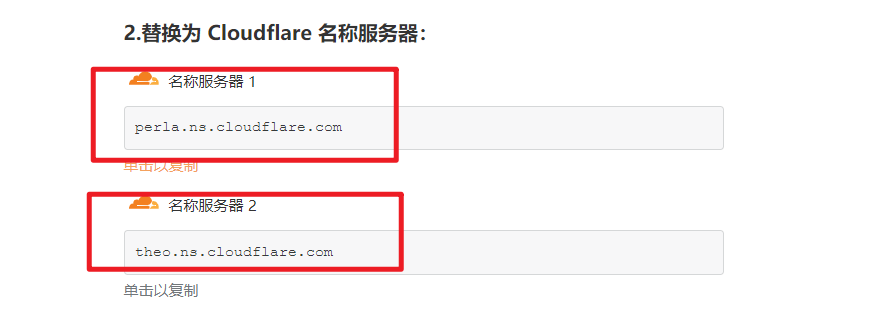 2.替换为 Cloudflare 名称服务器：
名称服务器 1
perla.ns.cloudflare.com
单击以复制
名称服务器 2
theo.ns.cloudflare.com
单击以复制